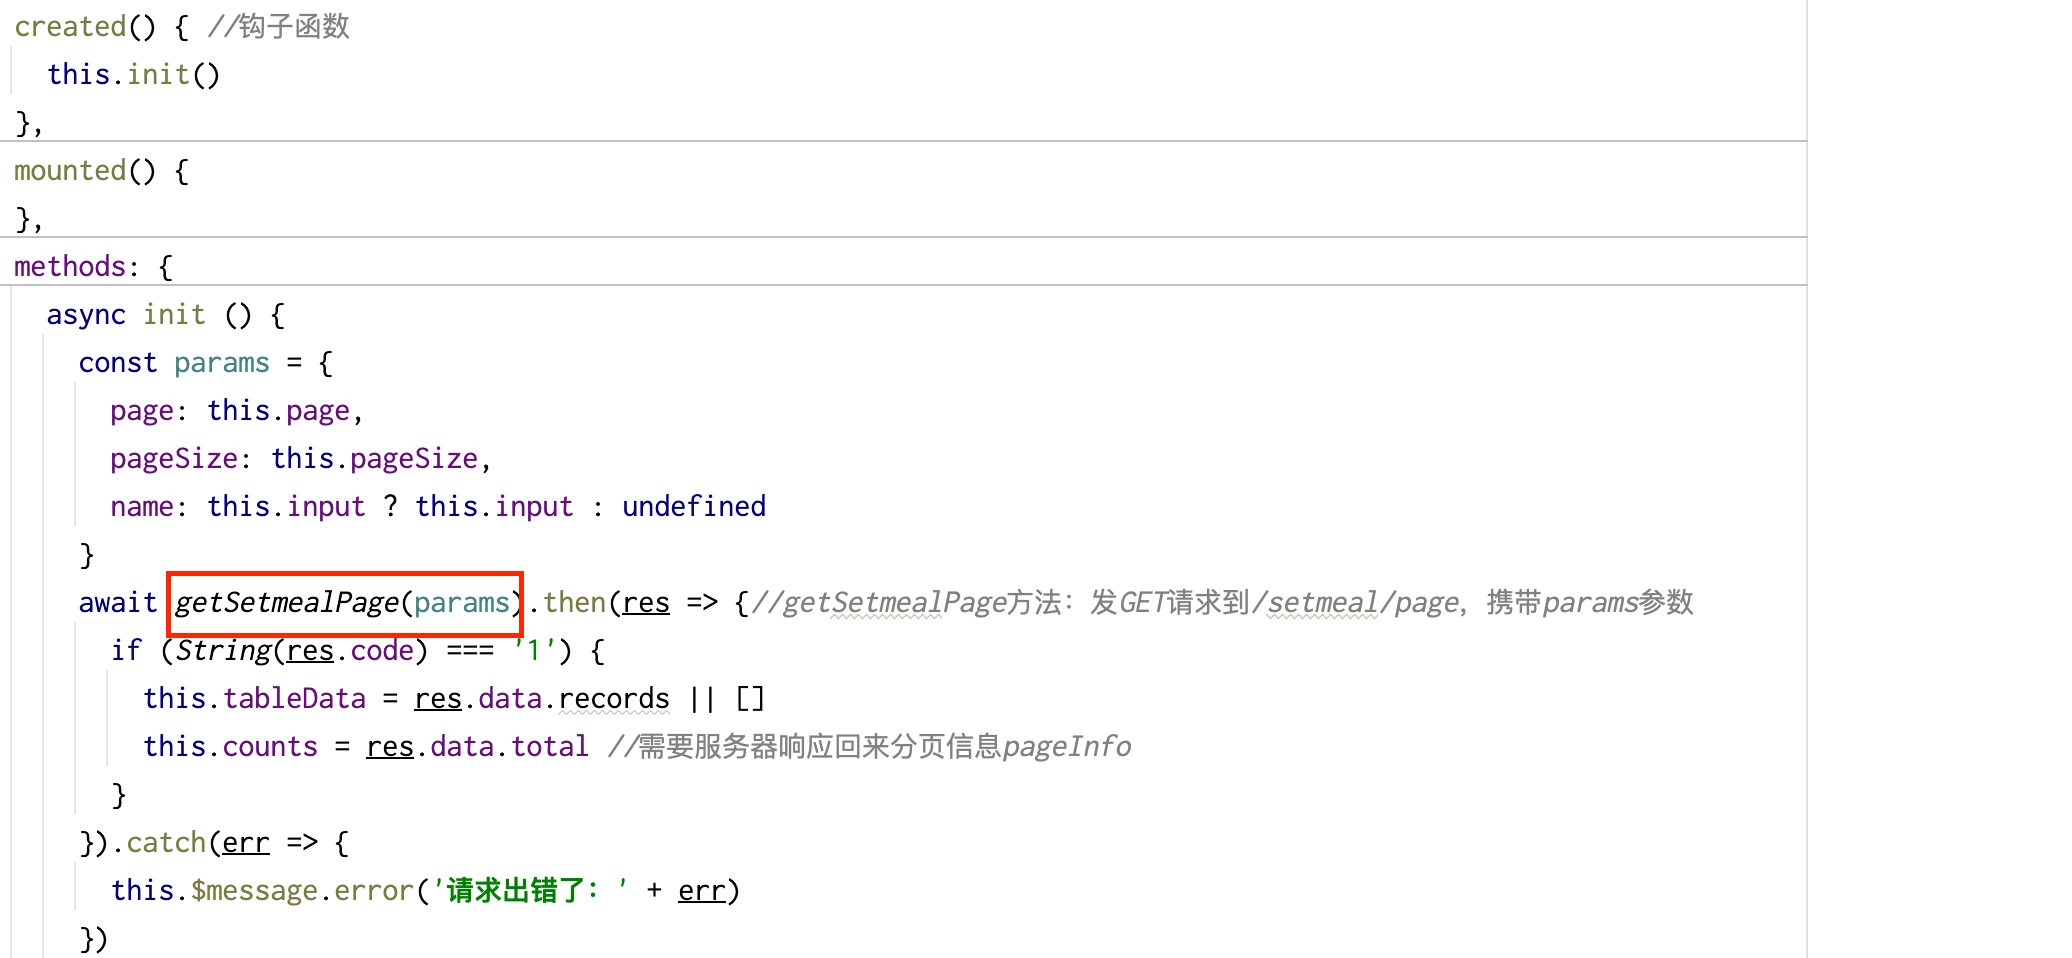 created() { //钩子函数
this.init()
},
mounted() {
},
methods: {
async init () {
const params = {
page: this.page,
pageSize: this.pageSize,
name: this.input ? this.input : undefined
}
await getSetmealPage(params).then(res => {//getSetmealPage方法：发GET请求到/setmeal/page，携带params参数
if (String(res.code) === '1') {
this.tableData = res.data.records || []
this.counts = res.data.total //需要服务器响应回来分页信息pageInfo
}
}).catch(err => {
this.$message.error('请求出错了：' + err)
})